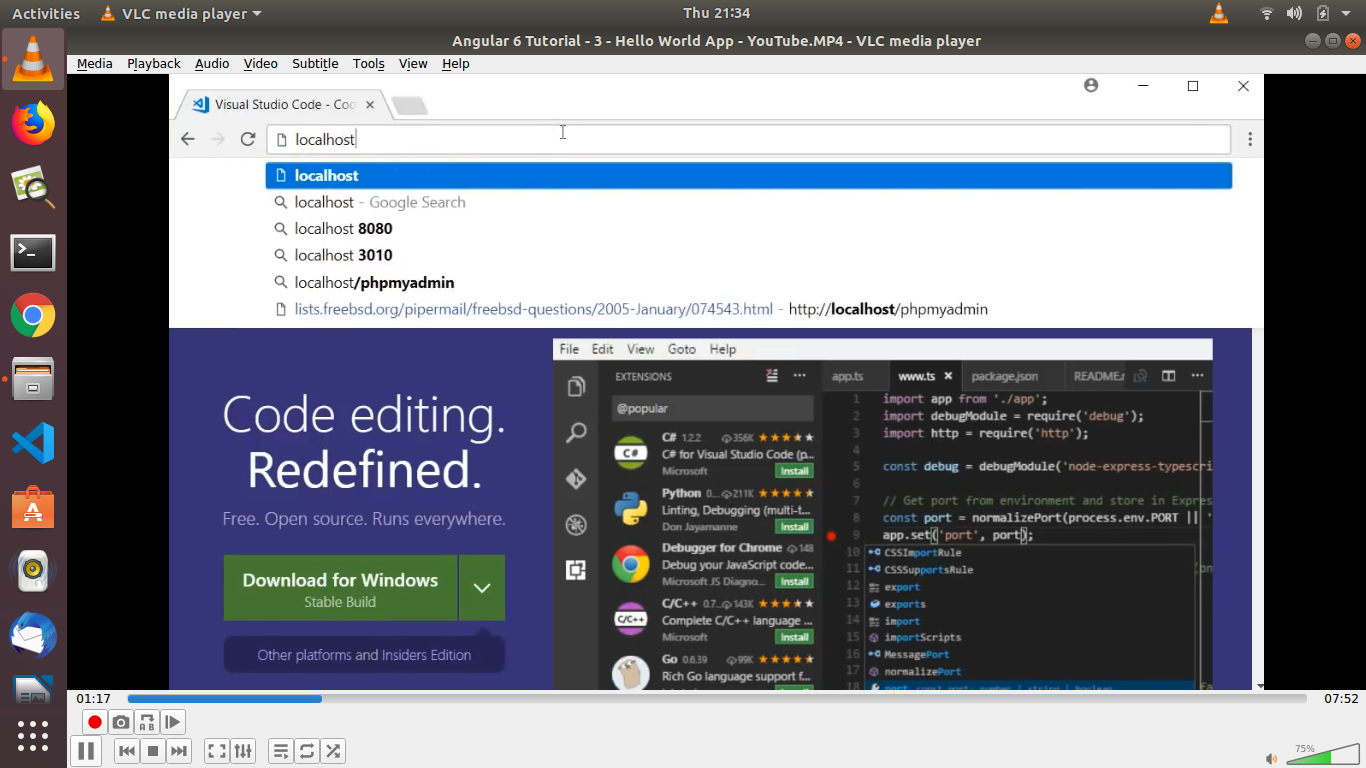 Activities VLC media player Thu 21:34
Angular 6 Tutorial - 3 - Hello World App - YouTube.MP4 - VLC media player
Media Playback Audio Video Subtitle Tools View Help
Visual Studio Code - Co
localhost
localhost
localhost - Google Search
localhost 8080
localhost 3010
localhost/phpmyadmin
lists.freebsd.org/pipermail/freebsd-questions/2005-January/074543.html - http://localhost/phpmyadmin
Code editing.
Redefined.
Free. Open source. Runs everywhere.
Download for Windows
Stable Build
Other platforms and Insiders Edition
File Edit View Goto Help
EXTENSIONS
@popular
C# 1.2.2 356K
C# for Visual Studio Code (p...
Microsoft Install
Python 0... 211K
Linting, Debugging (multi-t...
Don Jayamanne Install
Debugger for Chrome 148
Debug your JavaScript code...
Microsoft JS Diagno... Install
C/C++ 0.7... 143K
Complete C/C++ language ...
Microsoft Install
Go 0.6.39 99K
Rich Go language support f...
app.ts www.ts package.json README
1 import app from './app';
2 import debugModule = require('debug');
3 import http = require('http');
4
5 const debug = debugModule('node-express-typescri
6
7 // Get port from environment and store in Expres
8 const port = normalizePort(process.env.PORT || '
9 app.set('port', port);
10 CSSImportRule
11 CSSSupportsRule
12 export
13 exports
14 import
15 importScripts
16 MessagePort
17 normalizePort
18 port const port: number | string | boolean
01:17 07:52
75%